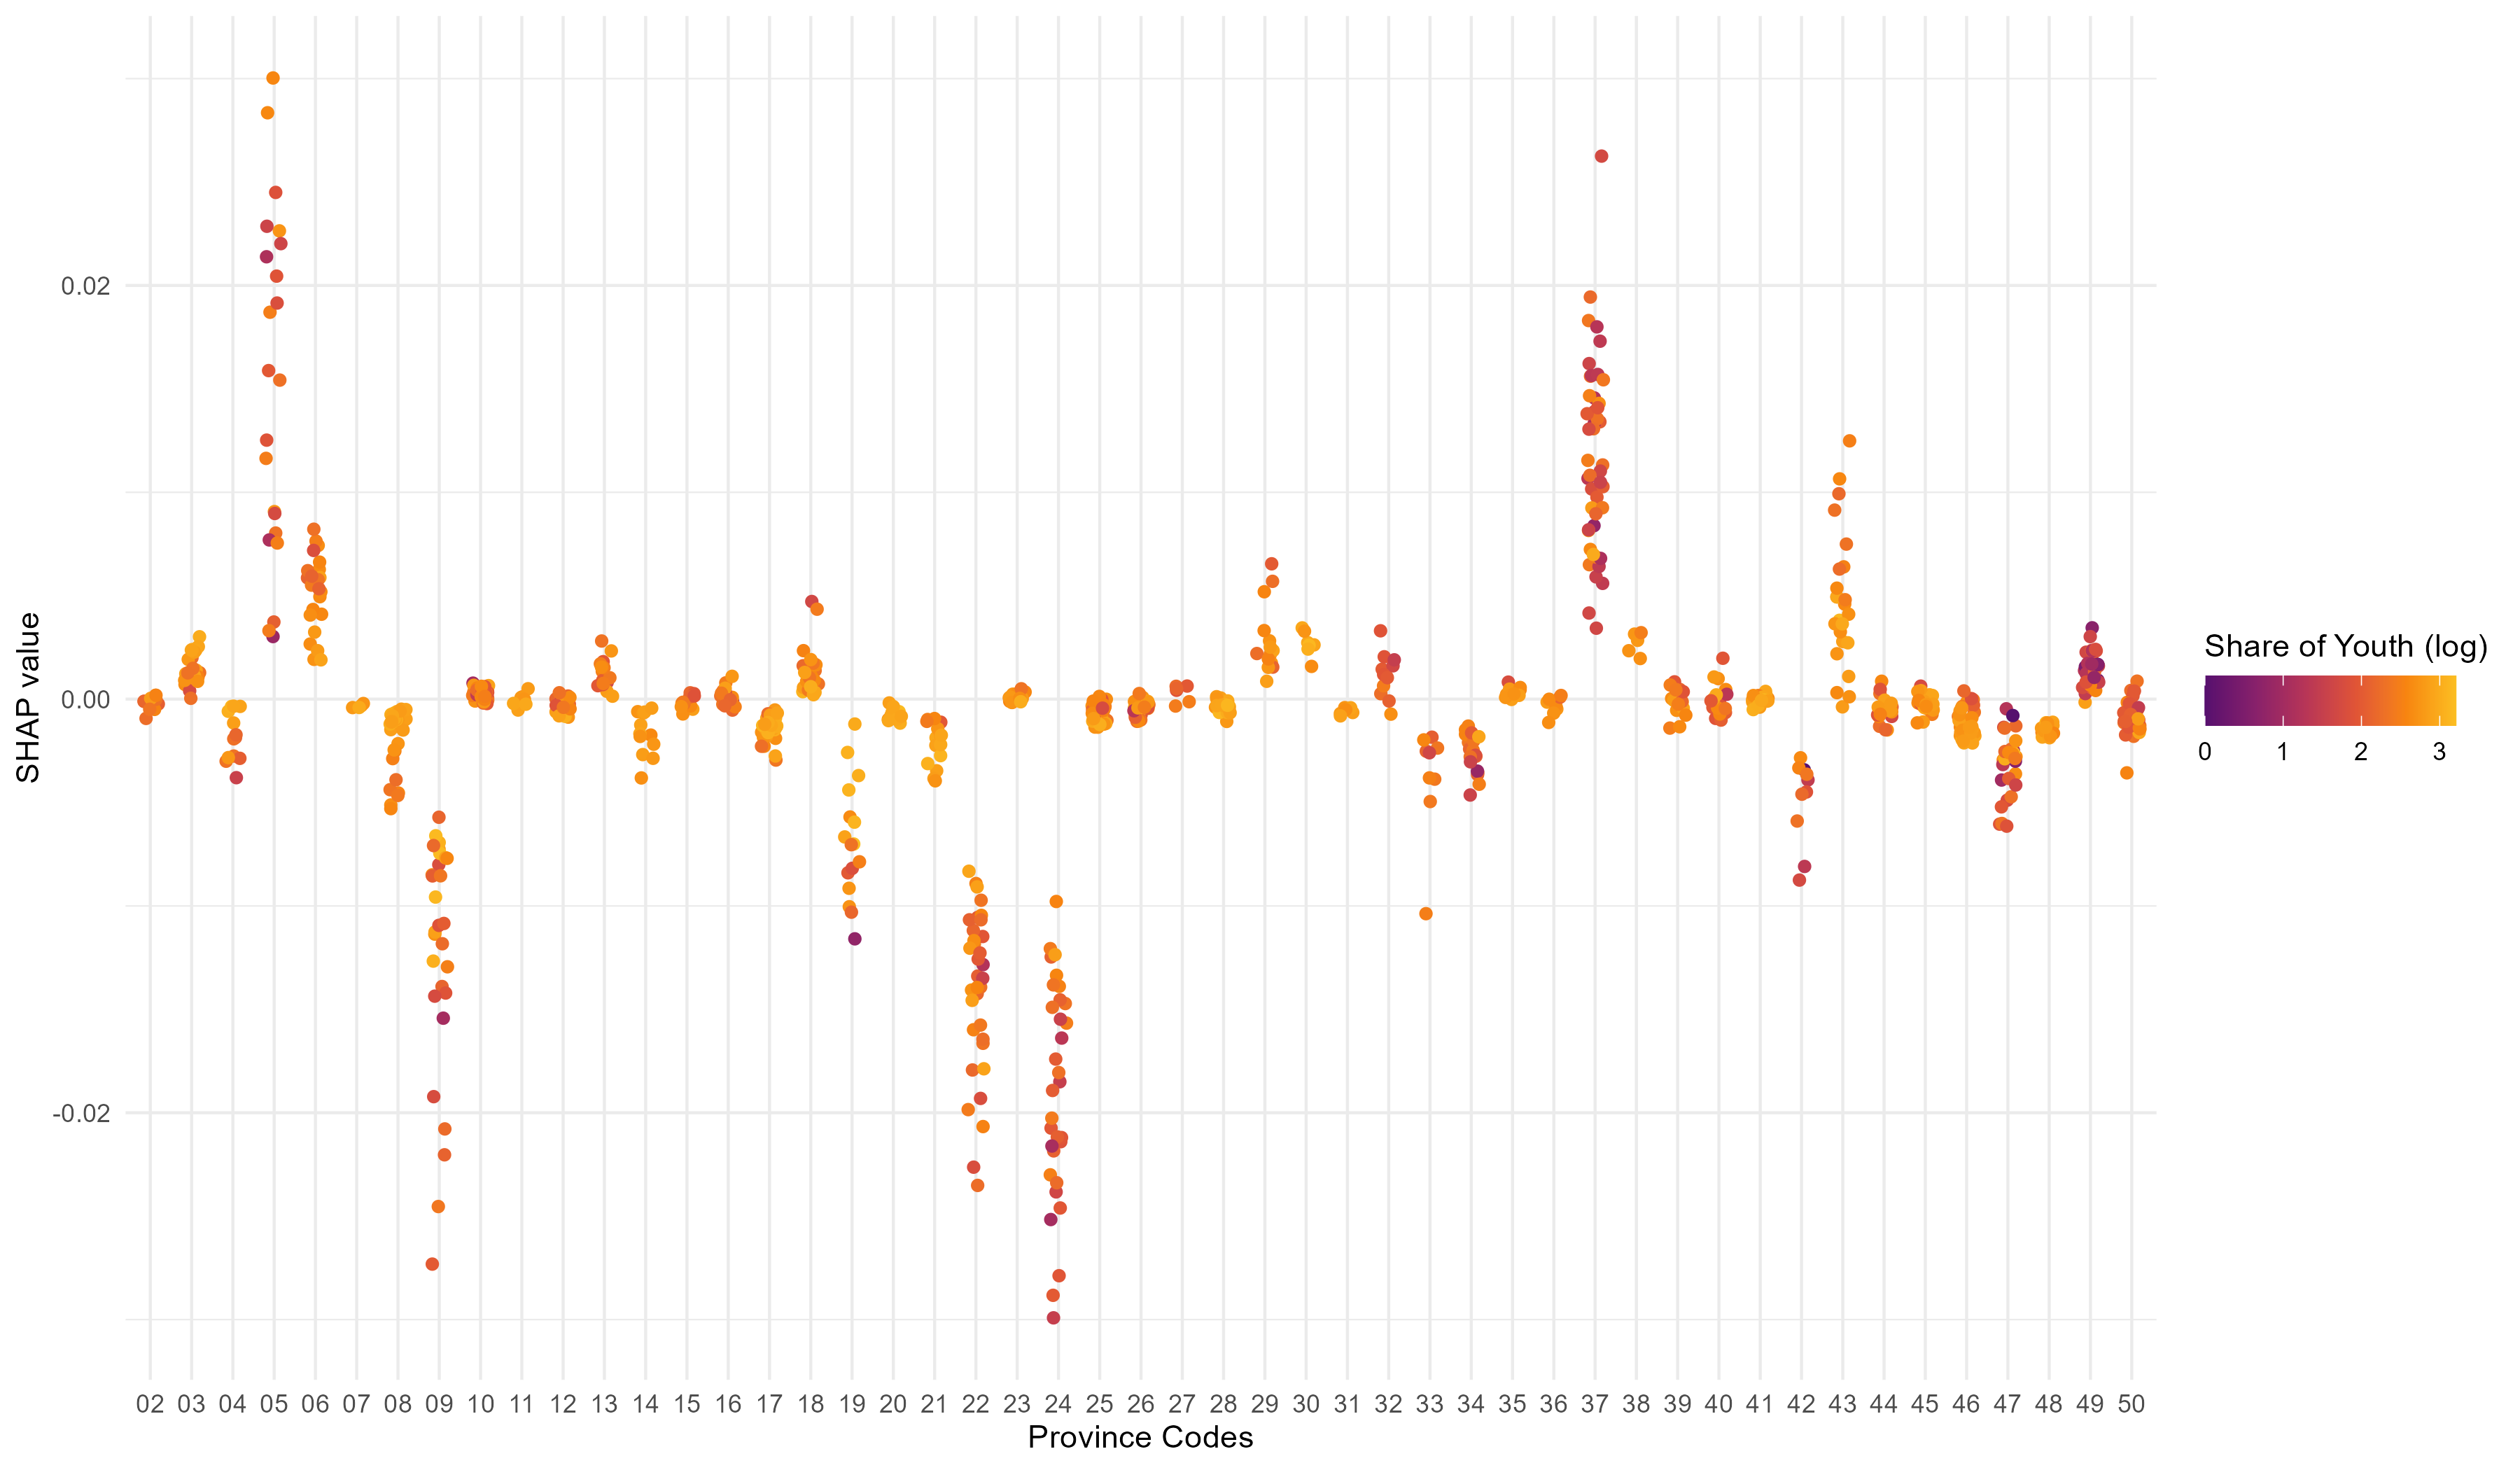 0.02
0.00
-0.02
SHAP value
02 03 04 05 06 07 08 09 10 11 12 13 14 15 16 17 18 19 20 21 22 23 24 25 26 27 28 29 30 31 32 33 34 35 36 37 38 39 40 41 42 43 44 45 46 47 48 49 50
Province Codes
Share of Youth (log)
0 1 2 3